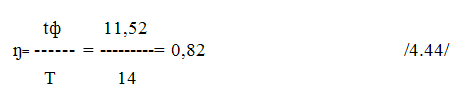 tф 11,52
ŋ= ------ = ---------= 0,82 /4.44/
T 14